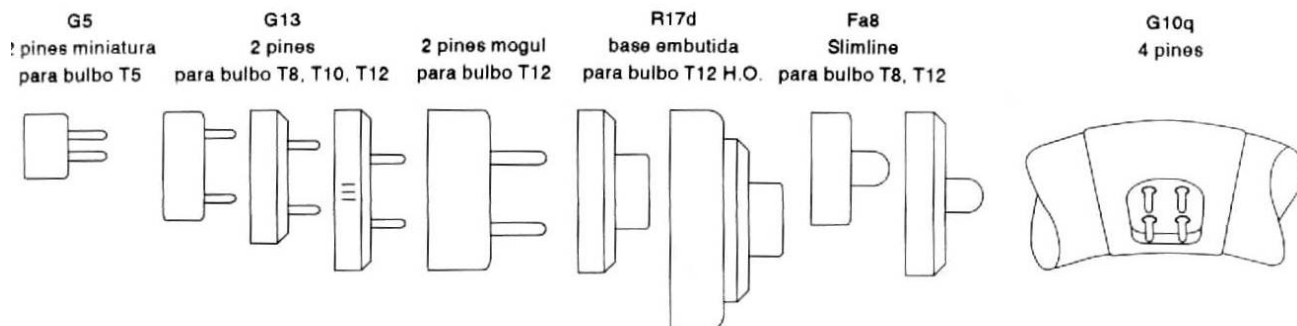 G5
2 pines miniatura
para bulbo T5
G13
2 pines
para bulbo T8, T10, T12
2 pines mogul
para bulbo T12
R17d
base embutida
para bulbo T12 H.O.
Fa8
Slimline
para bulbo T8, T12
G10q
4 pines